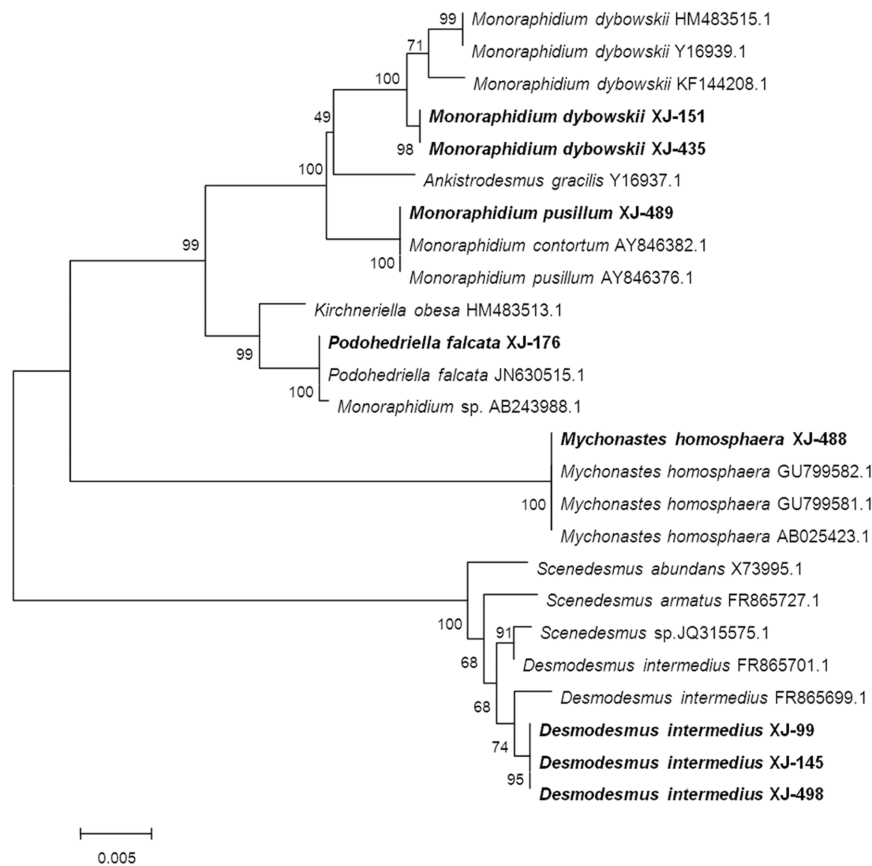 99 Monoraphidium dybowskii HM483515.1
71 Monoraphidium dybowskii Y16939.1
100 Monoraphidium dybowskii KF144208.1
49 Monoraphidium dybowskii XJ-151
98 Monoraphidium dybowskii XJ-435
100 Ankistrodesmus gracilis Y16937.1
Monoraphidium pusillum XJ-489
99 Monoraphidium contortum AY846382.1
100 Monoraphidium pusillum AY846376.1
Kirchneriella obesa HM483513.1
Podohedriella falcata XJ-176
99 Podohedriella falcata JN630515.1
100 Monoraphidium sp. AB243988.1
Mychonastes homosphaera XJ-488
Mychonastes homosphaera GU799582.1
100 Mychonastes homosphaera GU799581.1
Mychonastes homosphaera AB025423.1
Scenedesmus abundans X73995.1
Scenedesmus armatus FR865727.1
100 91 Scenedesmus sp.JQ315575.1
68 Desmodesmus intermedius FR865701.1
68 Desmodesmus intermedius FR865699.1
Desmodesmus intermedius XJ-99
74 Desmodesmus intermedius XJ-145
95 Desmodesmus intermedius XJ-498
0.005